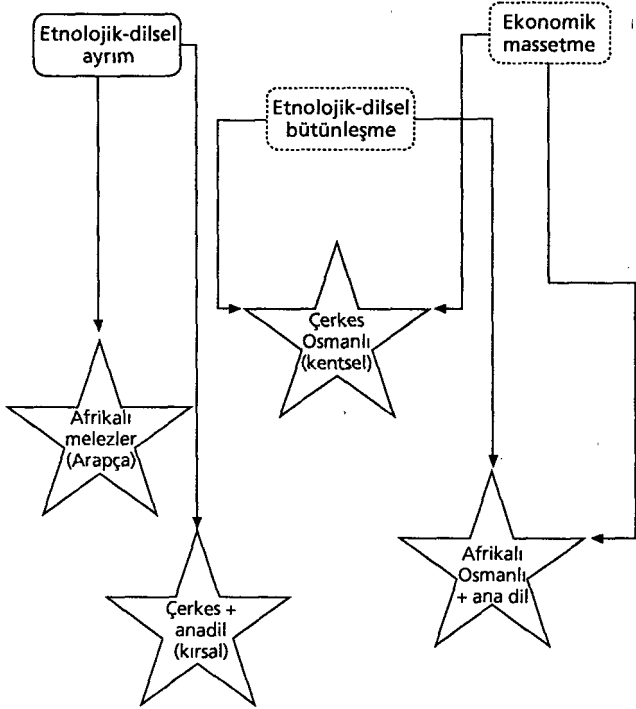 Etnolojik-dilsel
ayrım
Ekonomik
massetme
Etnolojik-dilsel
bütünleşme
Çerkes
Osmanlı
(kentsel)
Afrikalı
melezler
(Arapça)
Afrikalı
Osmanlı
+ ana dil
Çerkes +
anadil
(kırsal)